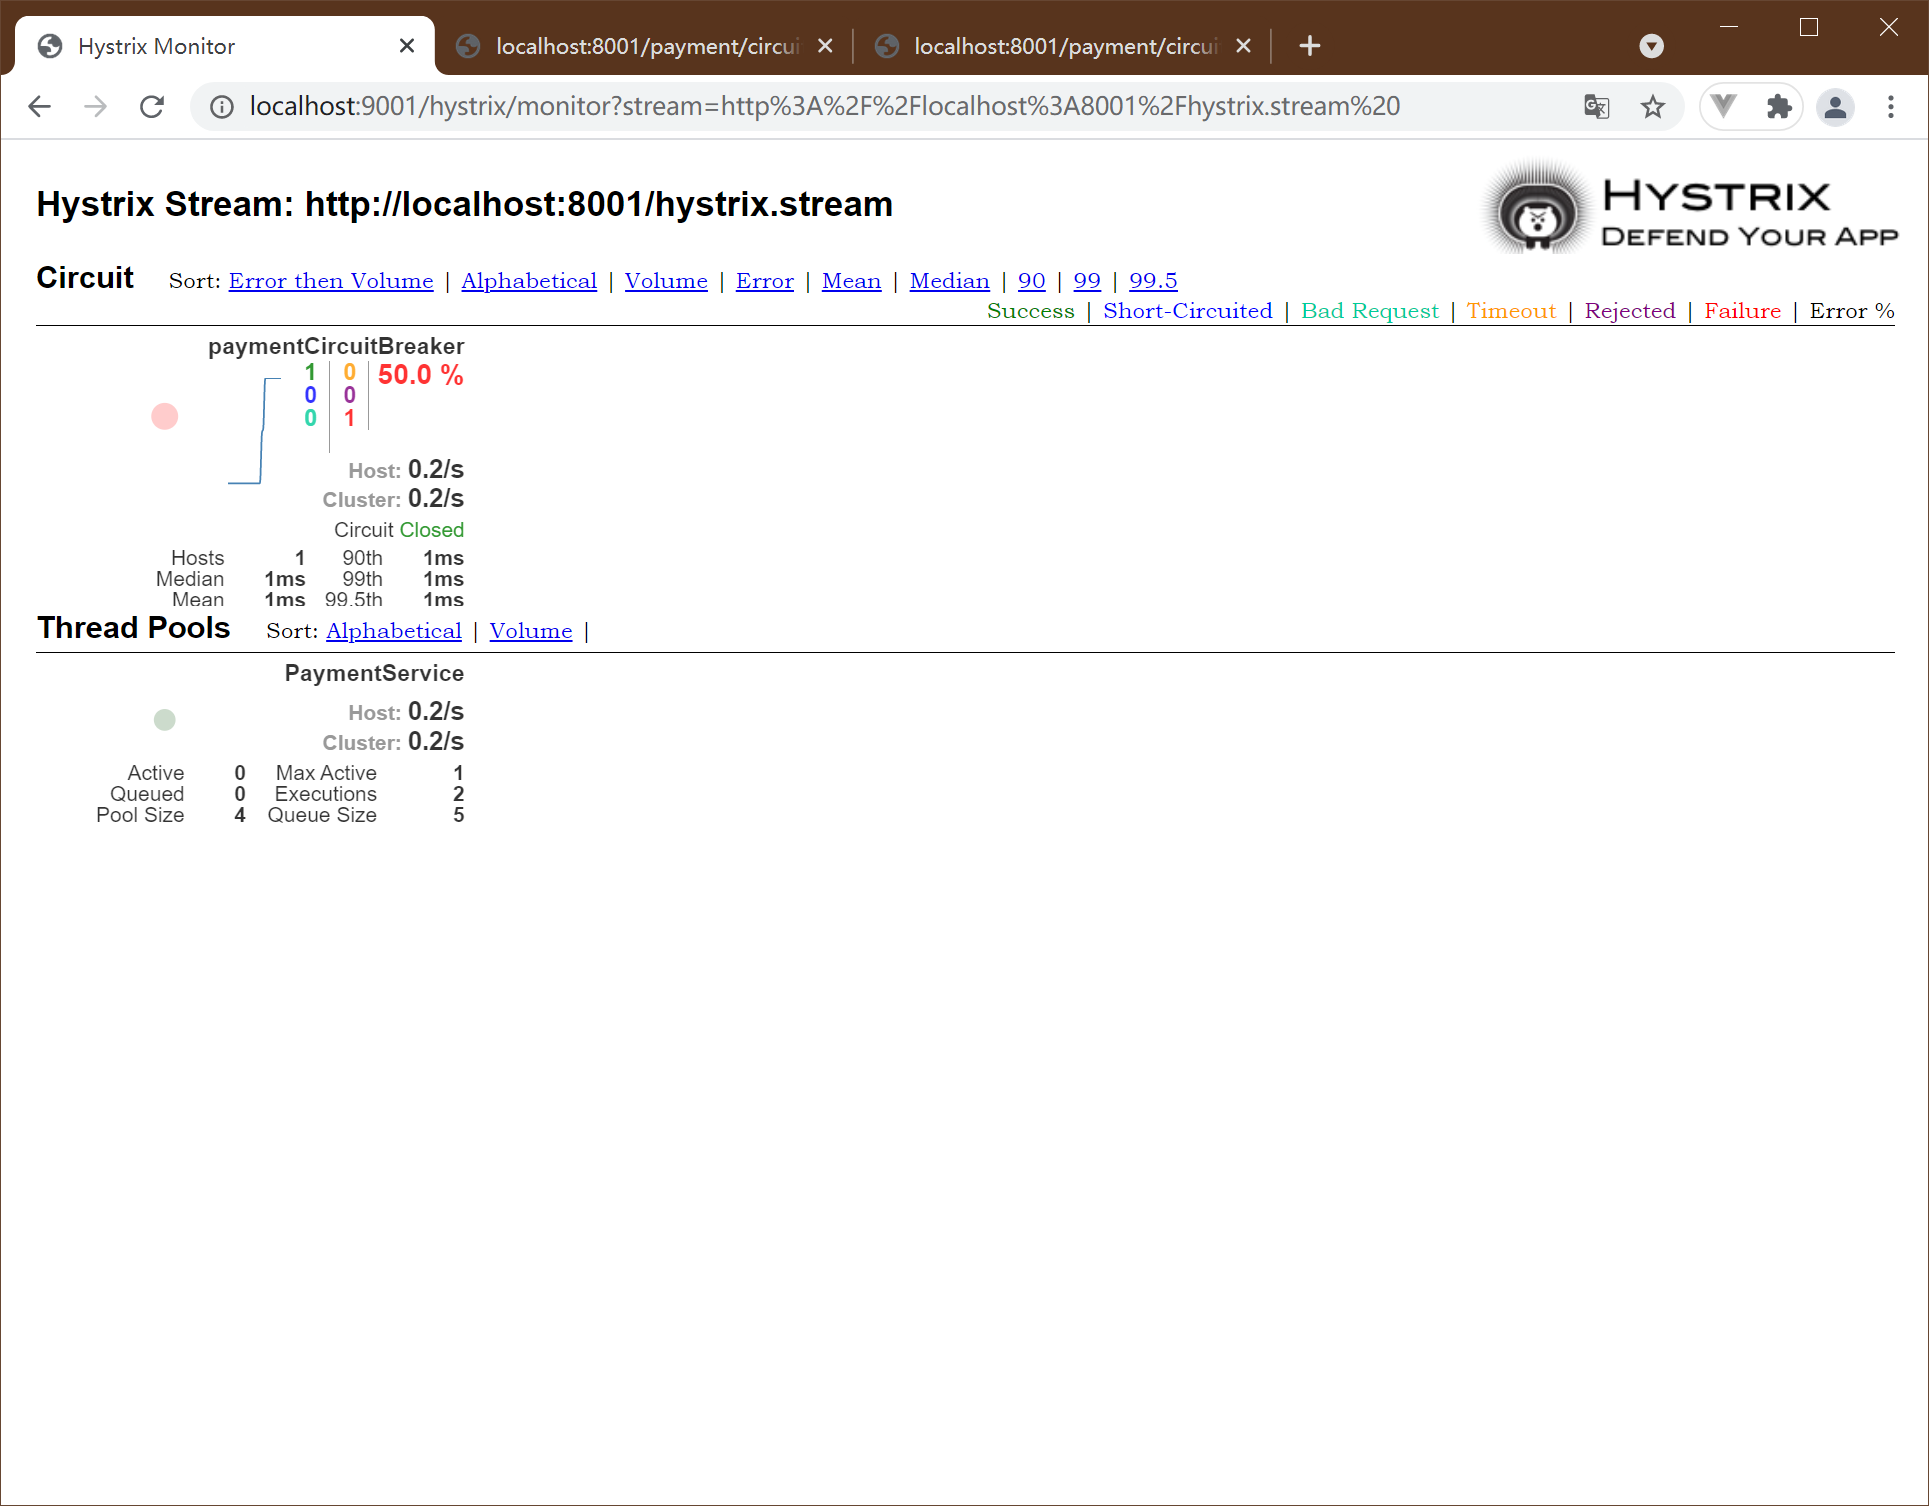 Hystrix Monitor
localhost:8001/payment/circui
localhost:8001/payment/circui
localhost:9001/hystrix/monitor?stream=http%3A%2F%2Flocalhost%3A8001%2Fhystrix.stream%20
Hystrix Stream: http://localhost:8001/hystrix.stream
HYSTRIX
DEFEND YOUR APP
Circuit Sort: Error then Volume | Alphabetical | Volume | Error | Mean | Median | 90 | 99 | 99.5
Success | Short-Circuited | Bad Request | Timeout | Rejected | Failure | Error %
paymentCircuitBreaker
1 0 50.0 %
0 0
0 1
Host: 0.2/s
Cluster: 0.2/s
Circuit Closed
Hosts 1 90th 1ms
Median 1ms 99th 1ms
Mean 1ms 99.5th 1ms
Thread Pools Sort: Alphabetical | Volume |
PaymentService
Host: 0.2/s
Cluster: 0.2/s
Active 0 Max Active 1
Queued 0 Executions 2
Pool Size 4 Queue Size 5